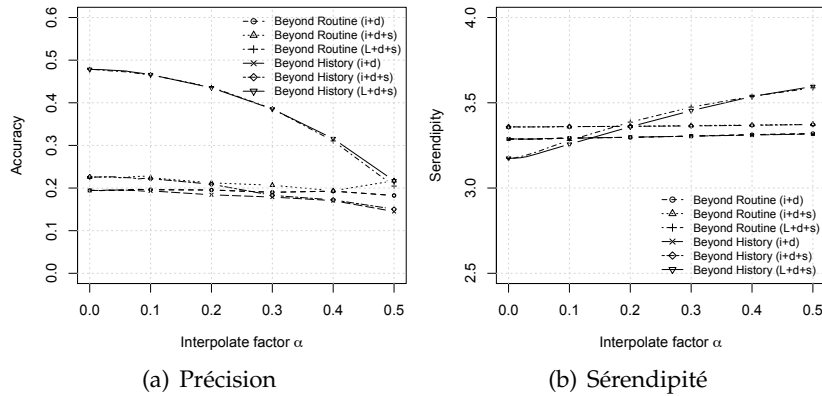 0.0 0.1 0.2 0.3 0.4 0.5 0.6
Accuracy
Beyond Routine (i+d)
Beyond Routine (i+d+s)
Beyond Routine (L+d+s)
Beyond History (i+d)
Beyond History (i+d+s)
Beyond History (L+d+s)
0.0 0.1 0.2 0.3 0.4 0.5
Interpolate factor α
(a) Précision
2.5 3.0 3.5 4.0
Serendipity
Beyond Routine (i+d)
Beyond Routine (i+d+s)
Beyond Routine (L+d+s)
Beyond History (i+d)
Beyond History (i+d+s)
Beyond History (L+d+s)
0.0 0.1 0.2 0.3 0.4 0.5
Interpolate factor α
(b) Sérendipité